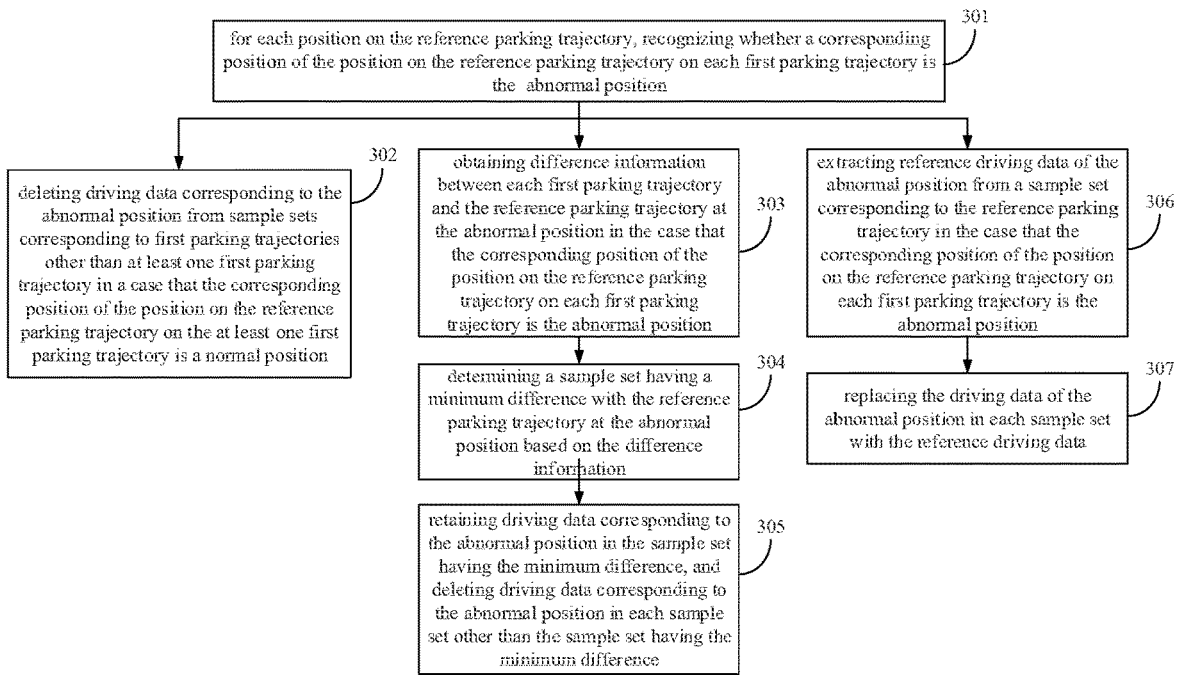 301
for each position on the reference parking trajectory, recognizing whether a corresponding
position of the position on the reference parking trajectory on each first parking trajectory is
the abnormal position
302
deleting driving data corresponding to the
abnormal position from sample sets
corresponding to first parking trajectories
other than at least one first parking
trajectory in a case that the corresponding
position of the position on the reference
parking trajectory on the at least one first
parking trajectory is a normal position
obtaining difference information
between each first parking trajectory
and the reference parking trajectory at
the abnormal position in the case that
the corresponding position of the
position on the reference parking
trajectory on each first parking
trajectory is the abnormal position
303
extracting reference driving data of the
abnormal position from a sample set
corresponding to the reference parking
trajectory in the case that the
corresponding position of the position
on the reference parking trajectory on
each first parking trajectory is the
abnormal position
306
determining a sample set having a
minimum difference with the reference
parking trajectory at the abnormal
position based on the difference
information
304
replacing the driving data of the
abnormal position in each sample set
with the reference driving data
307
retaining driving data corresponding to
the abnormal position in the sample set
having the minimum difference, and
deleting driving data corresponding to
the abnormal position in each sample
set other than the sample set having the
minimum difference
305